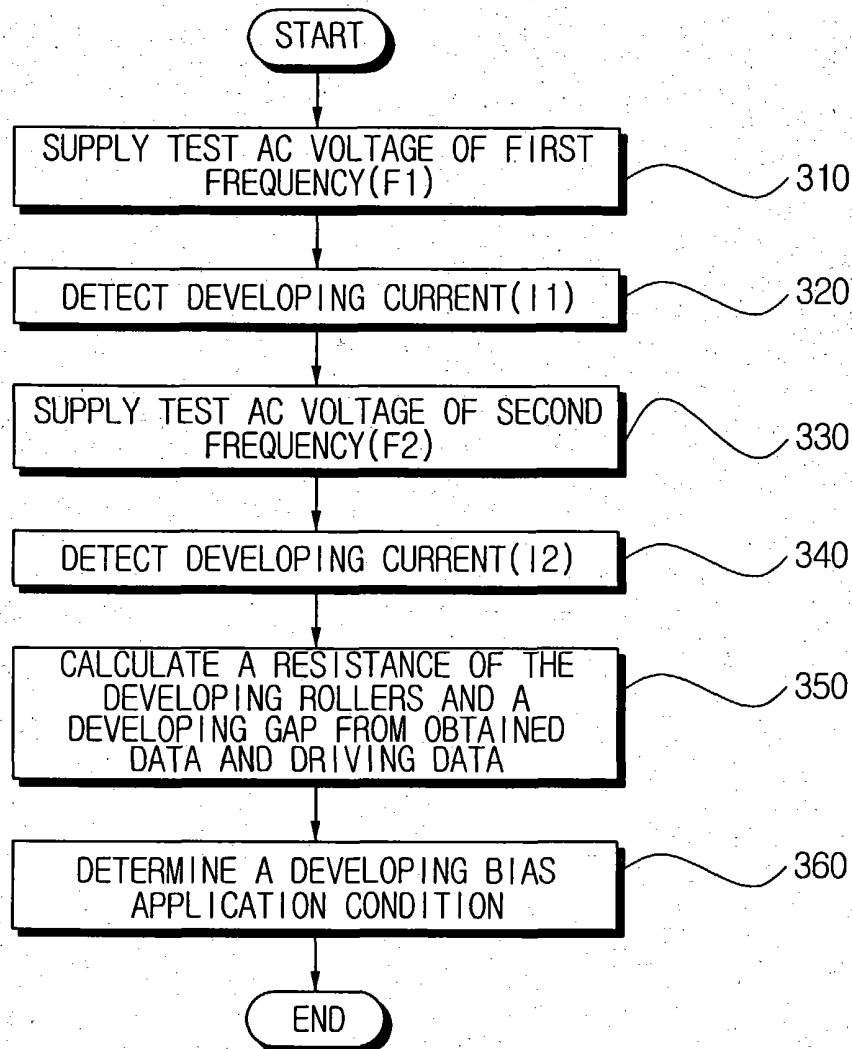 START
SUPPLY TEST AC VOLTAGE OF FIRST
FREQUENCY(F1)
310
DETECT DEVELOPING CURRENT(I1)
320
SUPPLY TEST AC VOLTAGE OF SECOND
FREQUENCY(F2)
330
DETECT DEVELOPING CURRENT(I2)
340
CALCULATE A RESISTANCE OF THE
DEVELOPING ROLLERS AND A
DEVELOPING GAP FROM OBTAINED
DATA AND DRIVING DATA
350
DETERMINE A DEVELOPING BIAS
APPLICATION CONDITION
360
END